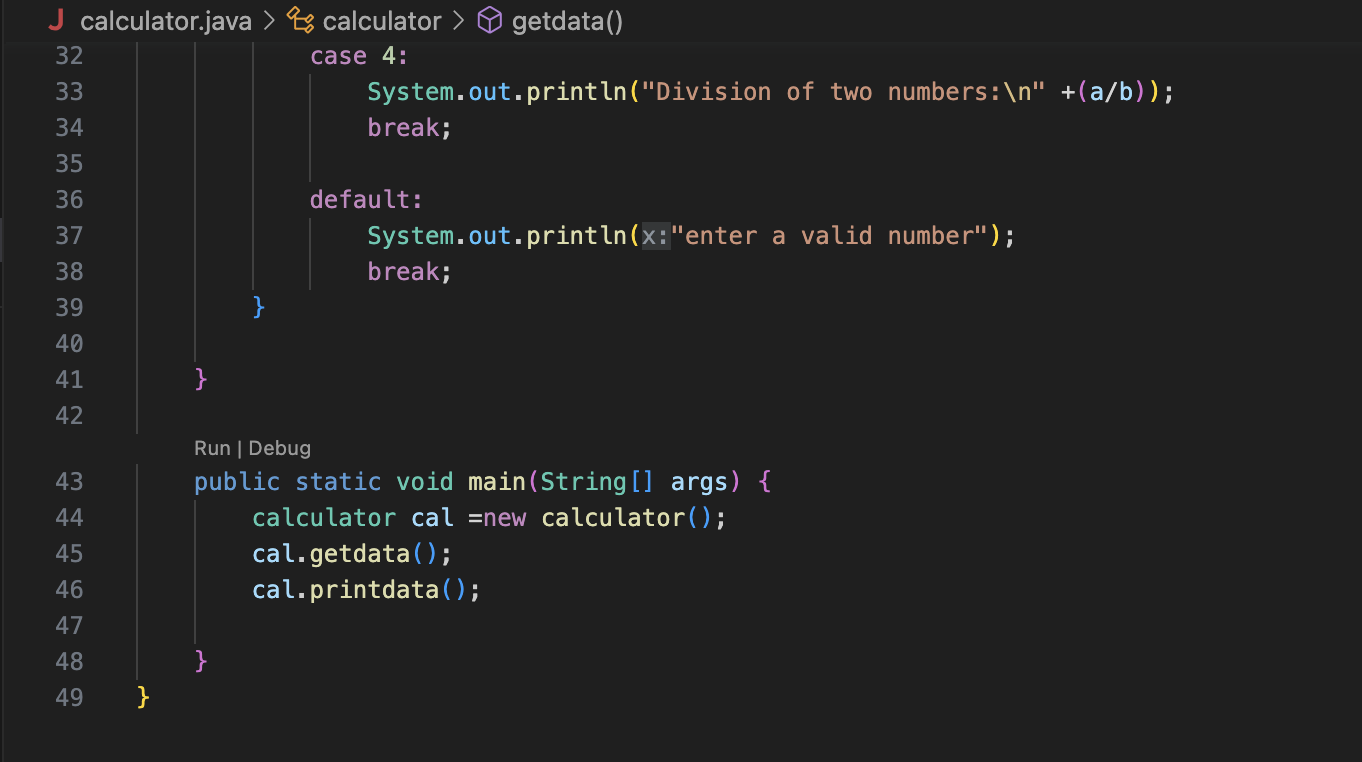 J calculator.java > calculator > getdata()
32 case 4:
33 System.out.println("Division of two numbers:\n" +(a/b));
34 break;
35
36 default:
37 System.out.println(x:"enter a valid number");
38 break;
39 }
40
41 }
42
Run | Debug
43 public static void main(String[] args) {
44 calculator cal =new calculator();
45 cal.getdata();
46 cal.printdata();
47
48 }
49 }